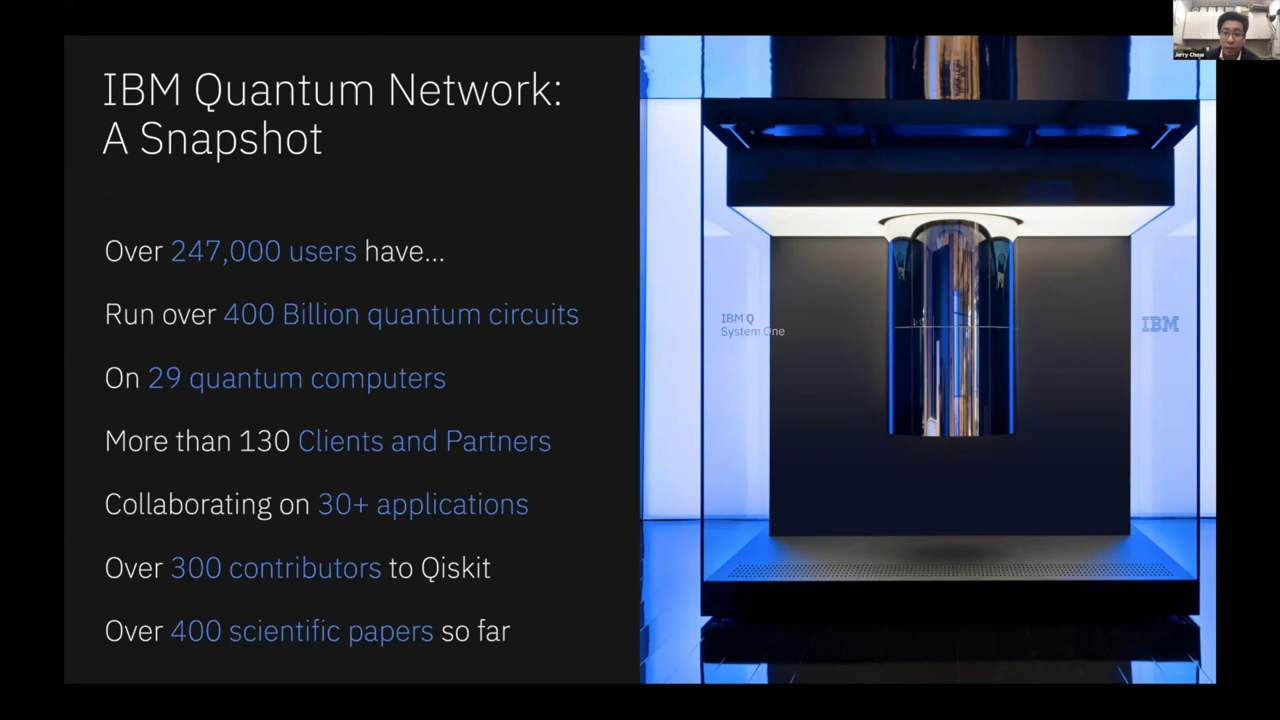 IBM Quantum Network:
A Snapshot
Over 247,000 users have...
Run over 400 Billion quantum circuits
On 29 quantum computers
More than 130 Clients and Partners
Collaborating on 30+ applications
Over 300 contributors to Qiskit
Over 400 scientific papers so far
IBM Q
System One
IBM
Jerry Chow